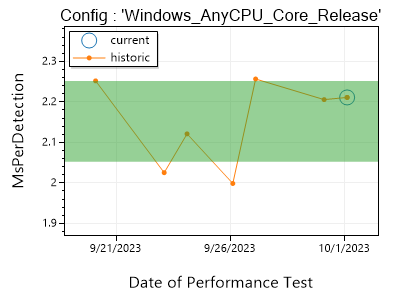 Config : 'Windows_AnyCPU_Core_Release'
current
historic
2.3
2.2
2.1
2
1.9
MsPerDetection
9/21/2023
9/26/2023
10/1/2023
Date of Performance Test